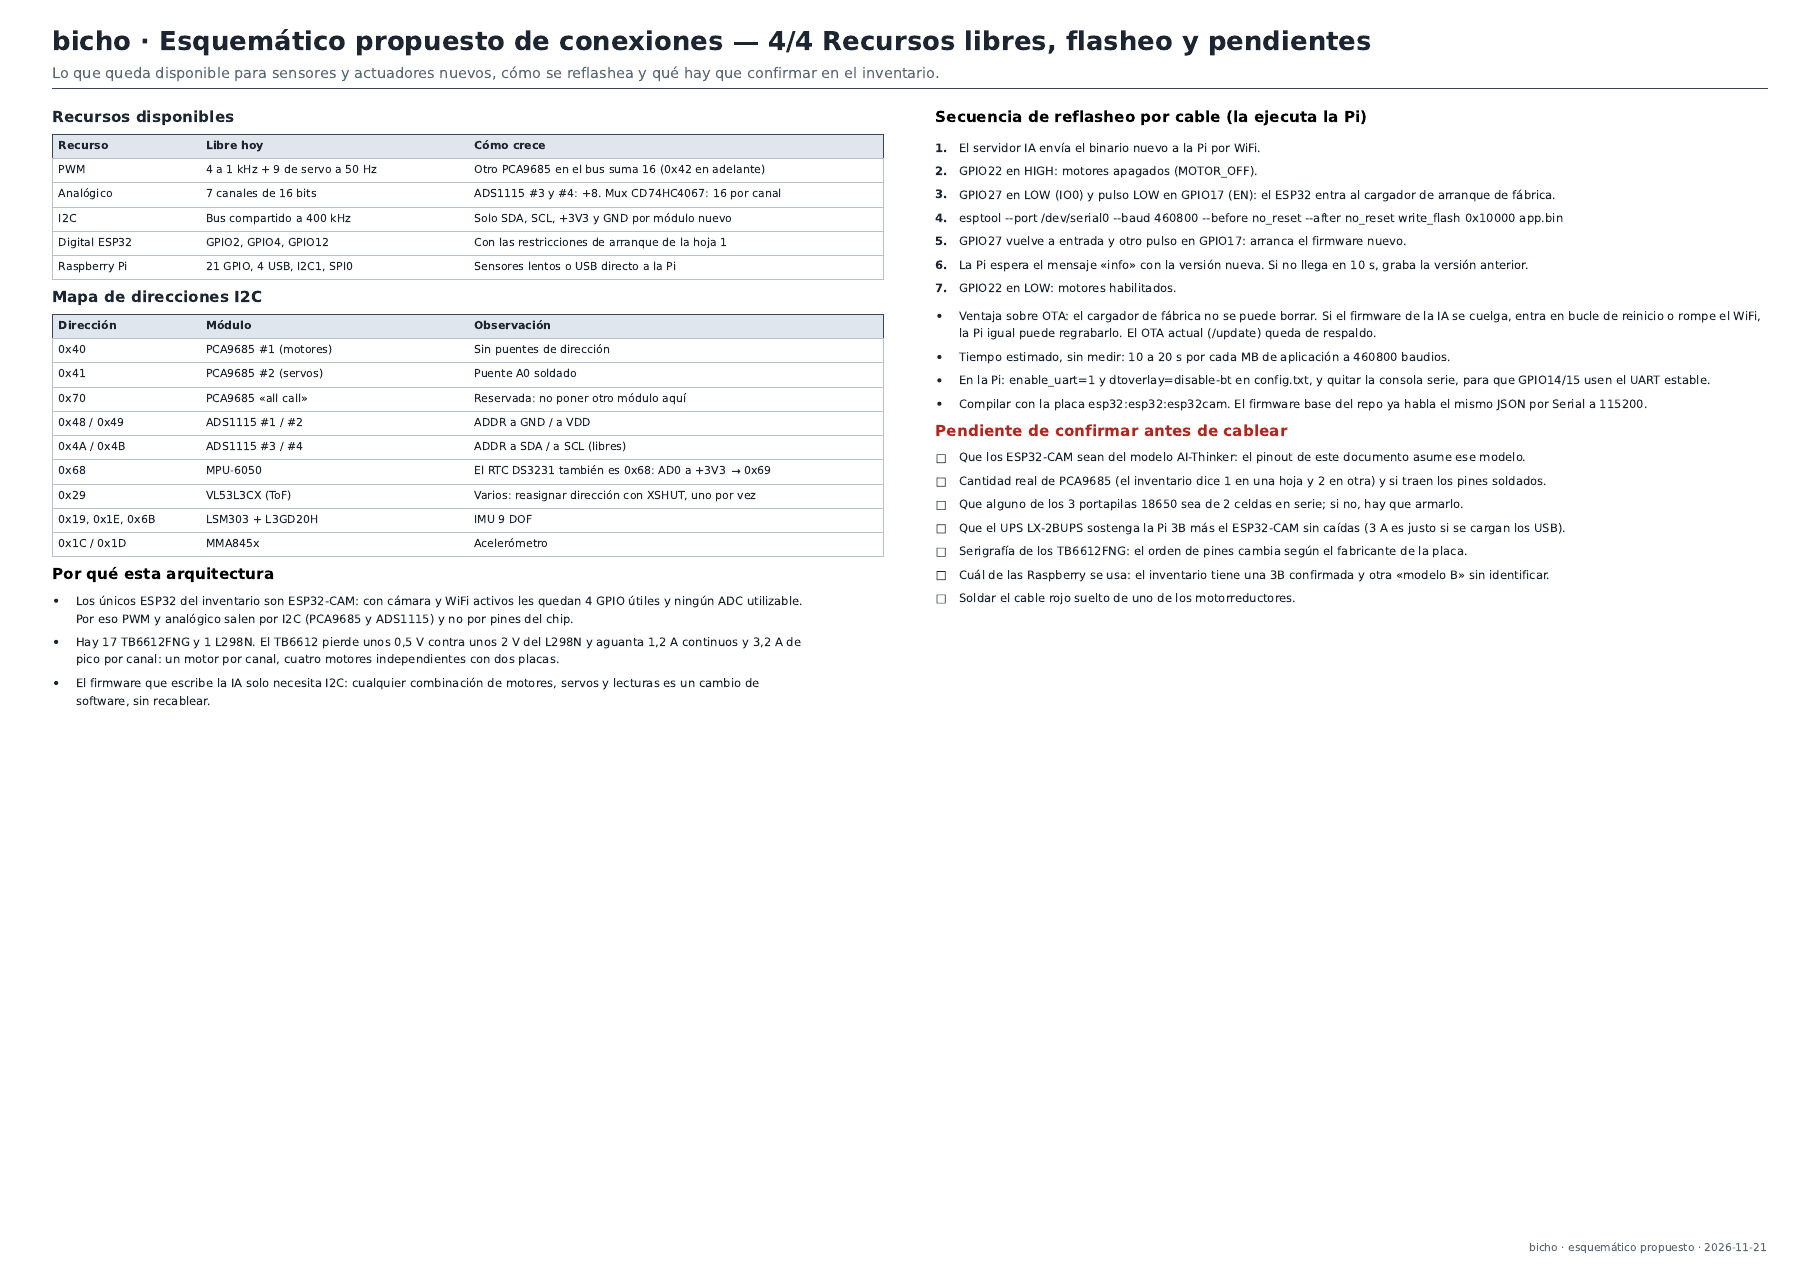 bicho · Esquemático propuesto de conexiones — 4/4 Recursos libres, flasheo y pendientes
Lo que queda disponible para sensores y actuadores nuevos, cómo se reflashea y qué hay que confirmar en el inventario.
Recursos disponibles
Recurso Libre hoy Cómo crece
PWM 4 a 1 kHz + 9 de servo a 50 Hz Otro PCA9685 en el bus suma 16 (0x42 en adelante)
Analógico 7 canales de 16 bits ADS1115 #3 y #4: +8. Mux CD74HC4067: 16 por canal
I2C Bus compartido a 400 kHz Solo SDA, SCL, +3V3 y GND por módulo nuevo
Digital ESP32 GPIO2, GPIO4, GPIO12 Con las restricciones de arranque de la hoja 1
Raspberry Pi 21 GPIO, 4 USB, I2C1, SPI0 Sensores lentos o USB directo a la Pi
Mapa de direcciones I2C
Dirección Módulo Observación
0x40 PCA9685 #1 (motores) Sin puentes de dirección
0x41 PCA9685 #2 (servos) Puente A0 soldado
0x70 PCA9685 «all call» Reservada: no poner otro módulo aquí
0x48 / 0x49 ADS1115 #1 / #2 ADDR a GND / a VDD
0x4A / 0x4B ADS1115 #3 / #4 ADDR a SDA / a SCL (libres)
0x68 MPU-6050 El RTC DS3231 también es 0x68: AD0 a +3V3 → 0x69
0x29 VL53L3CX (ToF) Varios: reasignar dirección con XSHUT, uno por vez
0x19, 0x1E, 0x6B LSM303 + L3GD20H IMU 9 DOF
0x1C / 0x1D MMA845x Acelerómetro
Por qué esta arquitectura
• Los únicos ESP32 del inventario son ESP32-CAM: con cámara y WiFi activos les quedan 4 GPIO útiles y ningún ADC utilizable.
Por eso PWM y analógico salen por I2C (PCA9685 y ADS1115) y no por pines del chip.
• Hay 17 TB6612FNG y 1 L298N. El TB6612 pierde unos 0,5 V contra unos 2 V del L298N y aguanta 1,2 A continuos y 3,2 A de
pico por canal: un motor por canal, cuatro motores independientes con dos placas.
• El firmware que escribe la IA solo necesita I2C: cualquier combinación de motores, servos y lecturas es un cambio de
software, sin recablear.
Secuencia de reflasheo por cable (la ejecuta la Pi)
1. El servidor IA envía el binario nuevo a la Pi por WiFi.
2. GPIO22 en HIGH: motores apagados (MOTOR_OFF).
3. GPIO27 en LOW (IO0) y pulso LOW en GPIO17 (EN): el ESP32 entra al cargador de arranque de fábrica.
4. esptool --port /dev/serial0 --baud 460800 --before no_reset --after no_reset write_flash 0x10000 app.bin
5. GPIO27 vuelve a entrada y otro pulso en GPIO17: arranca el firmware nuevo.
6. La Pi espera el mensaje «info» con la versión nueva. Si no llega en 10 s, graba la versión anterior.
7. GPIO22 en LOW: motores habilitados.
• Ventaja sobre OTA: el cargador de fábrica no se puede borrar. Si el firmware de la IA se cuelga, entra en bucle de reinicio o rompe el WiFi,
la Pi igual puede regrabarlo. El OTA actual (/update) queda de respaldo.
• Tiempo estimado, sin medir: 10 a 20 s por cada MB de aplicación a 460800 baudios.
• En la Pi: enable_uart=1 y dtoverlay=disable-bt en config.txt, y quitar la consola serie, para que GPIO14/15 usen el UART estable.
• Compilar con la placa esp32:esp32:esp32cam. El firmware base del repo ya habla el mismo JSON por Serial a 115200.
Pendiente de confirmar antes de cablear
□ Que los ESP32-CAM sean del modelo AI-Thinker: el pinout de este documento asume ese modelo.
□ Cantidad real de PCA9685 (el inventario dice 1 en una hoja y 2 en otra) y si traen los pines soldados.
□ Que alguno de los 3 portapilas 18650 sea de 2 celdas en serie; si no, hay que armarlo.
□ Que el UPS LX-2BUPS sostenga la Pi 3B más el ESP32-CAM sin caídas (3 A es justo si se cargan los USB).
□ Serigrafía de los TB6612FNG: el orden de pines cambia según el fabricante de la placa.
□ Cuál de las Raspberry se usa: el inventario tiene una 3B confirmada y otra «modelo B» sin identificar.
□ Soldar el cable rojo suelto de uno de los motorreductores.
bicho · esquemático propuesto · 2026-11-21